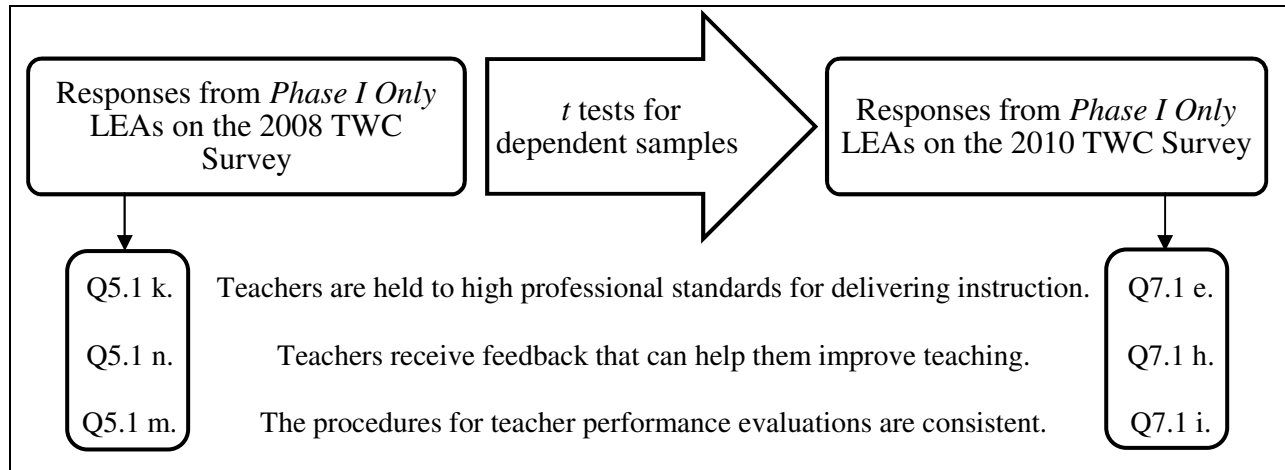 Responses from Phase I Only
LEAs on the 2008 TWC
Survey
t tests for
dependent samples
Responses from Phase I Only
LEAs on the 2010 TWC Survey
Q5.1 k. Teachers are held to high professional standards for delivering instruction. Q7.1 e.
Q5.1 n. Teachers receive feedback that can help them improve teaching. Q7.1 h.
Q5.1 m. The procedures for teacher performance evaluations are consistent. Q7.1 i.